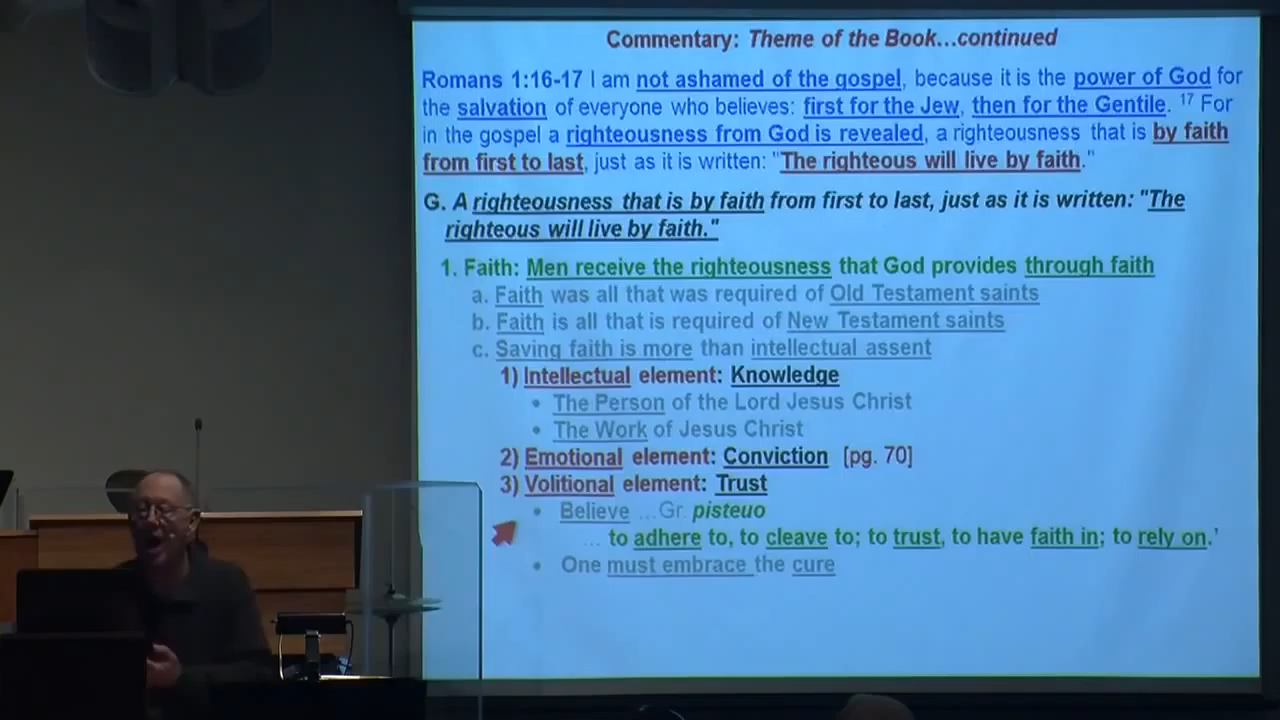 Commentary: Theme of the Book...continued
Romans 1:16-17 I am not ashamed of the gospel, because it is the power of God for
the salvation of everyone who believes: first for the Jew, then for the Gentile. 17 For
in the gospel a righteousness from God is revealed, a righteousness that is by faith
from first to last, just as it is written: "The righteous will live by faith."
G. A righteousness that is by faith from first to last, just as it is written: "The
righteous will live by faith."
1. Faith: Men receive the righteousness that God provides through faith
a. Faith was all that was required of Old Testament saints
b. Faith is all that is required of New Testament saints
c. Saving faith is more than intellectual assent
1) Intellectual element: Knowledge
• The Person of the Lord Jesus Christ
• The Work of Jesus Christ
2) Emotional element: Conviction [pg. 70]
3) Volitional element: Trust
• Believe ...Gr. pisteuo
... to adhere to, to cleave to; to trust, to have faith in; to rely on.'
• One must embrace the cure